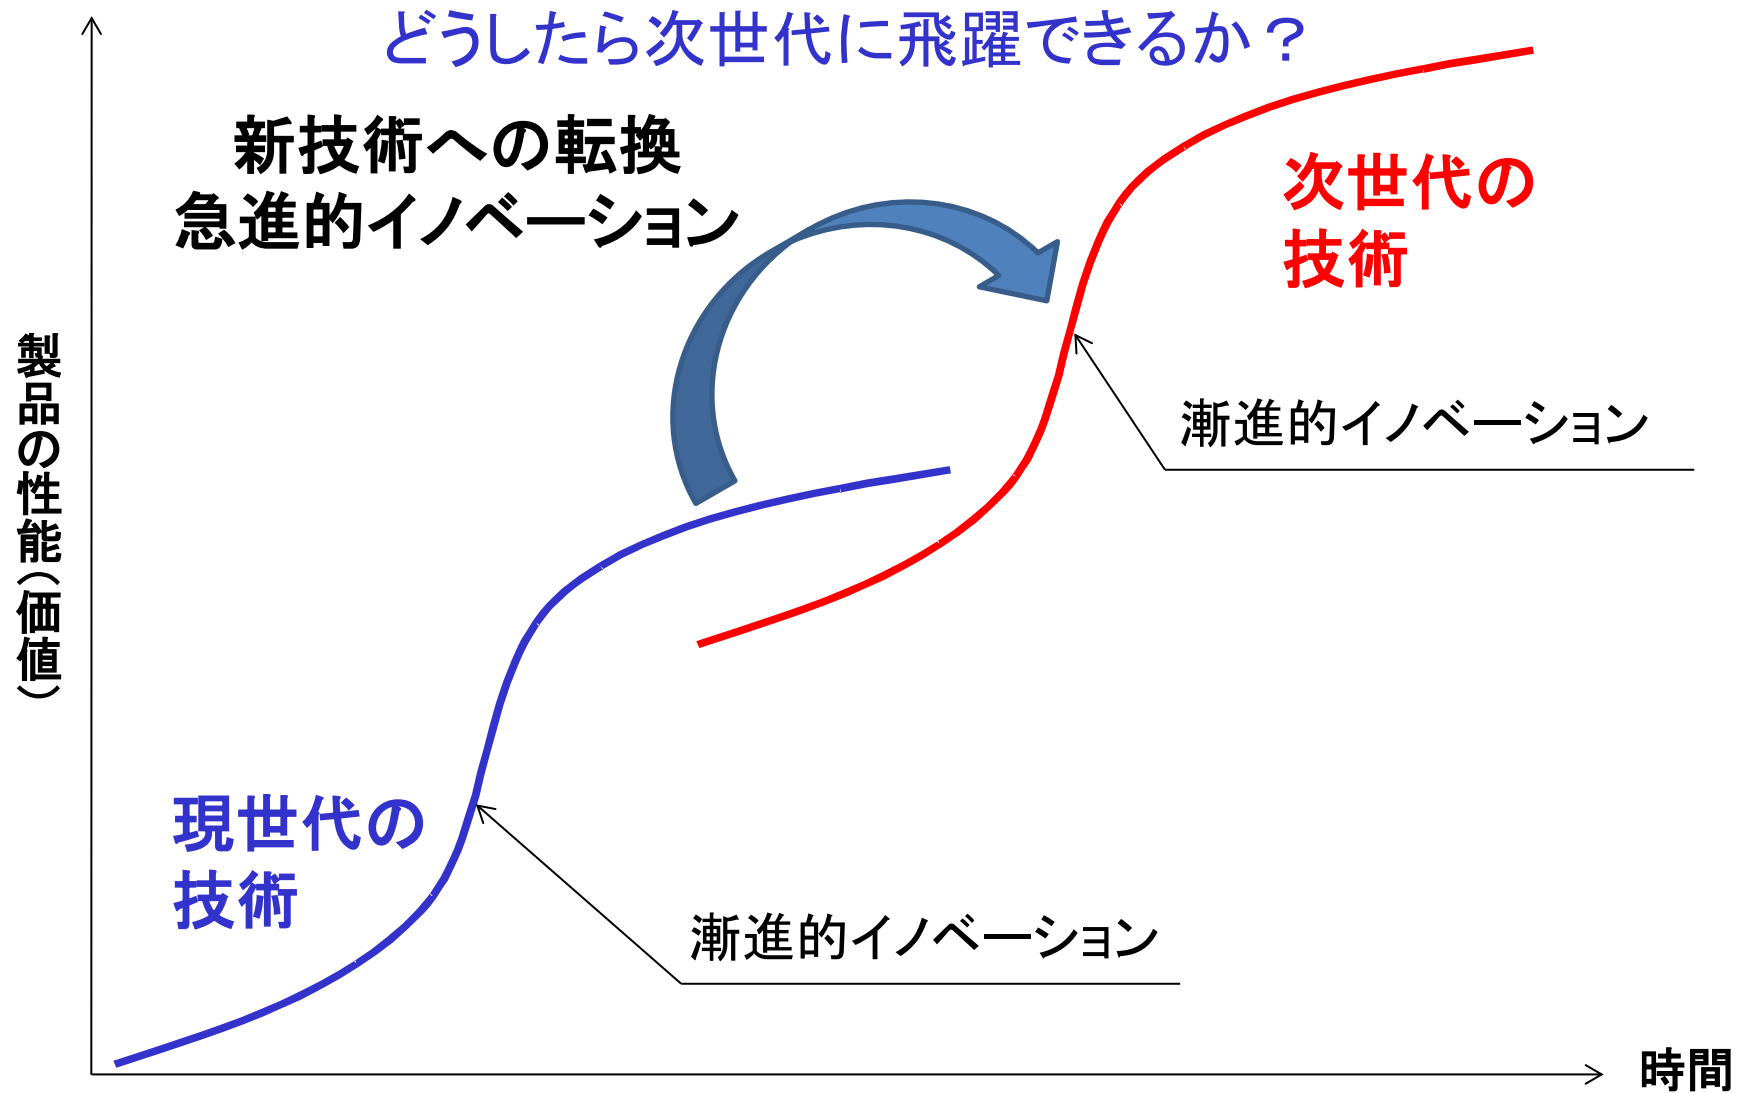 どうしたら次世代に飛躍できるか？
新技術への転換
急進的イノベーション
次世代の
技術
製品の性能（価値）
漸進的イノベーション
現世代の
技術
漸進的イノベーション
時間